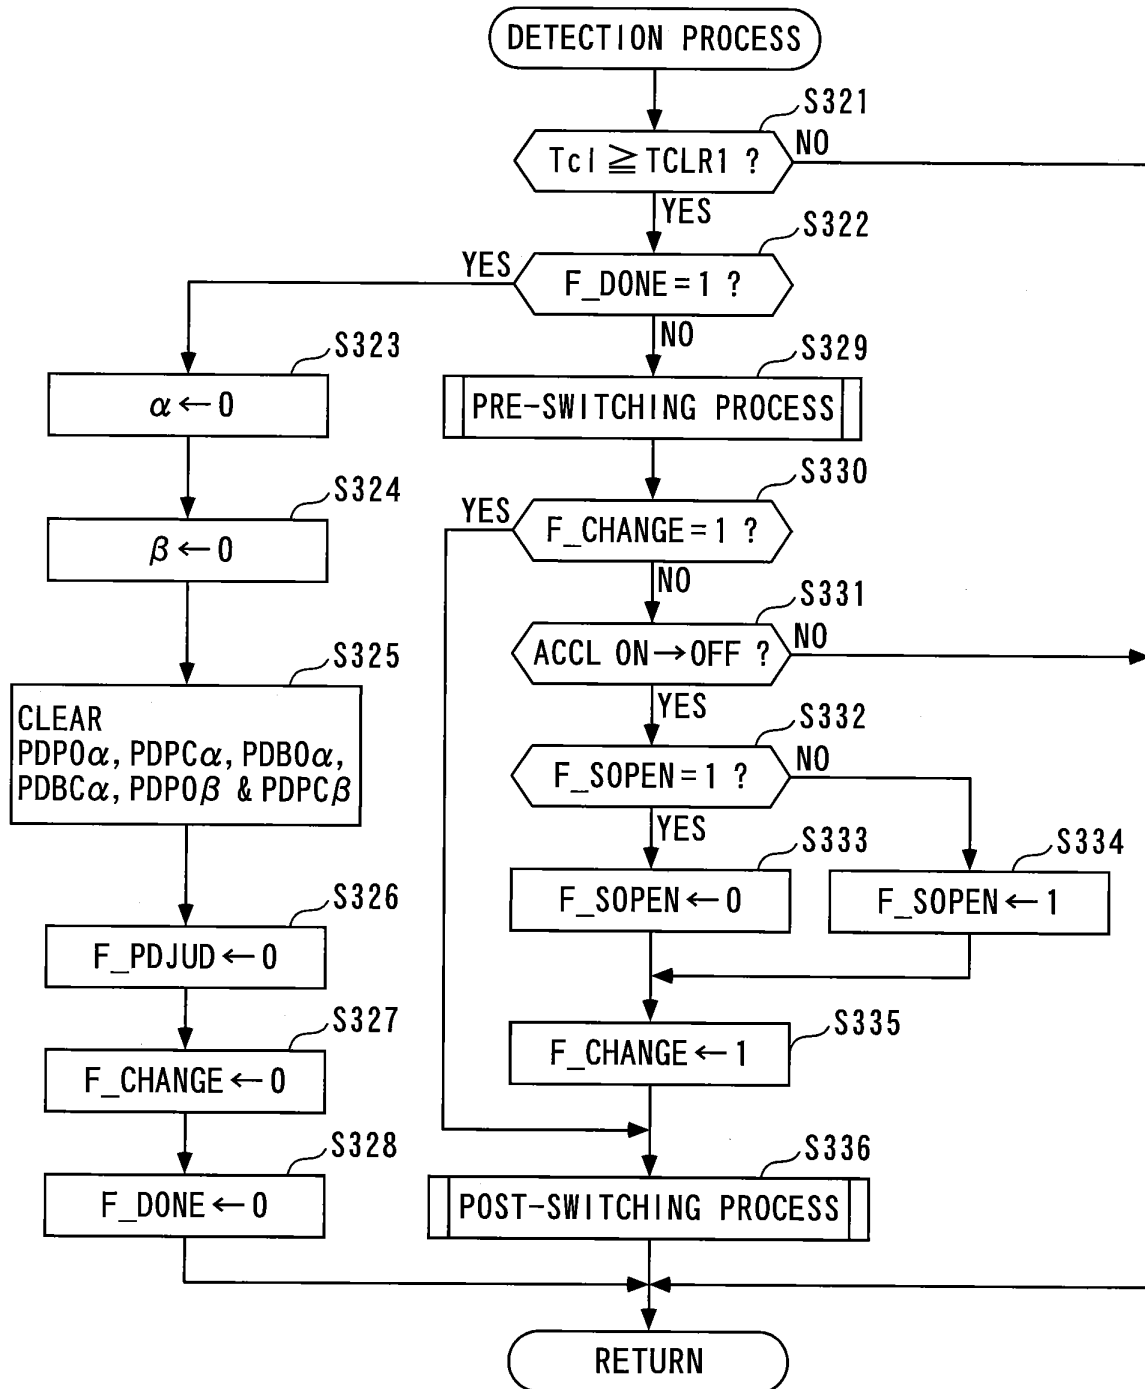 DETECTION PROCESS
S321
Tcl ≧ TCLR1 ?
NO
YES
S322
YES
F_DONE=1 ?
NO
S323
α←0
S324
β←0
S325
CLEAR
PDPOα, PDPCα, PDBOα,
PDBCα, PDPOβ & PDPCβ
S326
F_PDJUD←0
S327
F_CHANGE←0
S328
F_DONE←0
S329
PRE-SWITCHING PROCESS
S330
YES
F_CHANGE=1 ?
NO
S331
ACCL ON→OFF ?
NO
YES
S332
F_SOPEN=1 ?
NO
YES
S333
F_SOPEN←0
S334
F_SOPEN←1
S335
F_CHANGE←1
S336
POST-SWITCHING PROCESS
RETURN